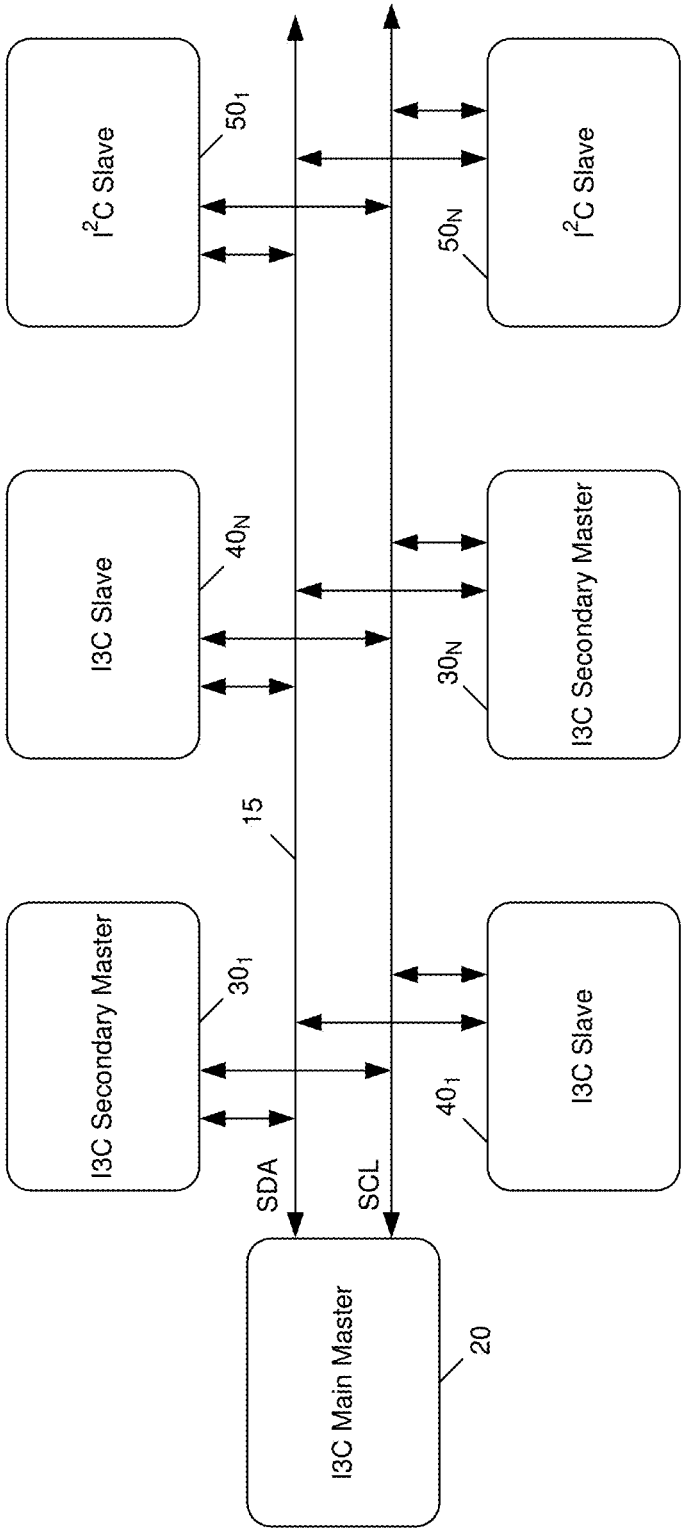 I3C Secondary Master
30₁
I3C Slave
40N
I²C Slave
50₁
15
SDA
SCL
I3C Main Master
20
40₁
I3C Slave
30N
I3C Secondary Master
50N
I²C Slave